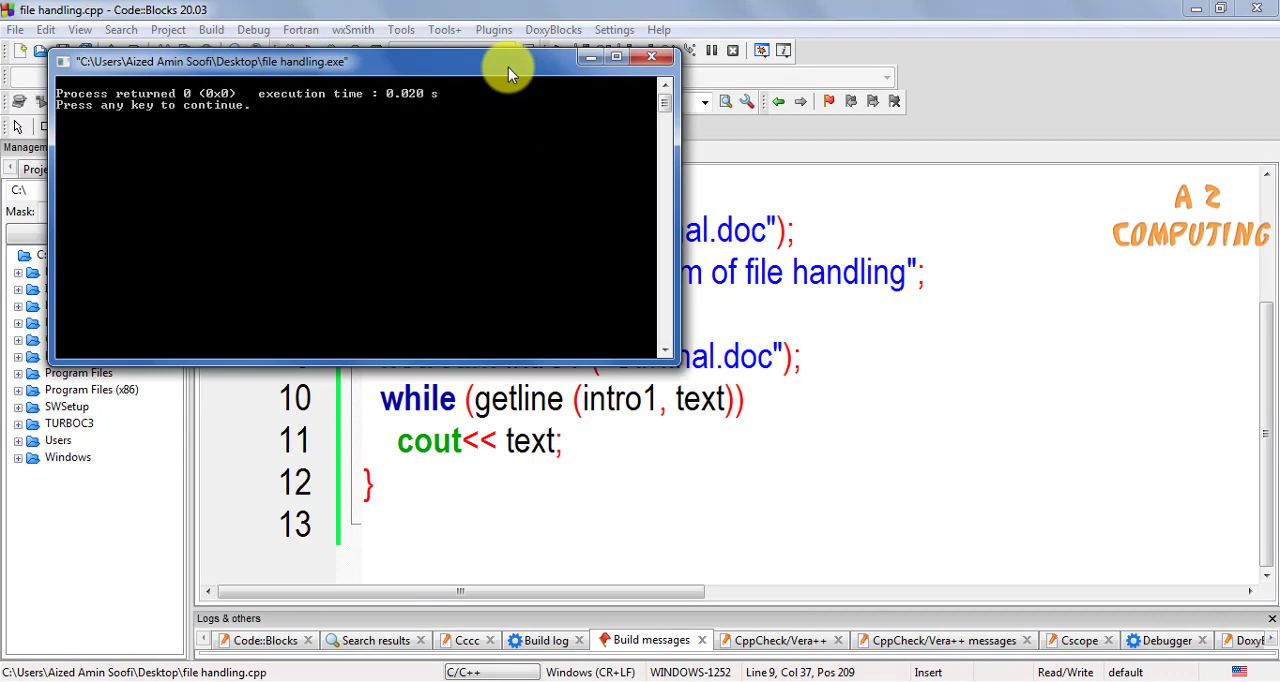 file handling.cpp - Code::Blocks 20.03
File Edit View Search Project Build Debug Fortran wxSmith Tools Tools+ Plugins DoxyBlocks Settings Help
"C:\Users\Aized Amin Soofi\Desktop\file handling.exe"
Process returned 0 (0x0)   execution time : 0.020 s
Press any key to continue.
A Z
COMPUTING
C:\
Mask:
Program Files
Program Files (x86)
SWSetup
TURBOC3
Users
Windows
al.doc");
m of file handling";
nal.doc");
10 while (getline (intro1, text))
11 cout<< text;
12 }
13
Logs & others
Code::Blocks Search results Cccc Build log Build messages CppCheck/Vera++ CppCheck/Vera++ messages Cscope Debugger
C:\Users\Aized Amin Soofi\Desktop\file handling.cpp C/C++ Windows (CR+LF) WINDOWS-1252 Line 9, Col 37, Pos 209 Insert Read/Write default